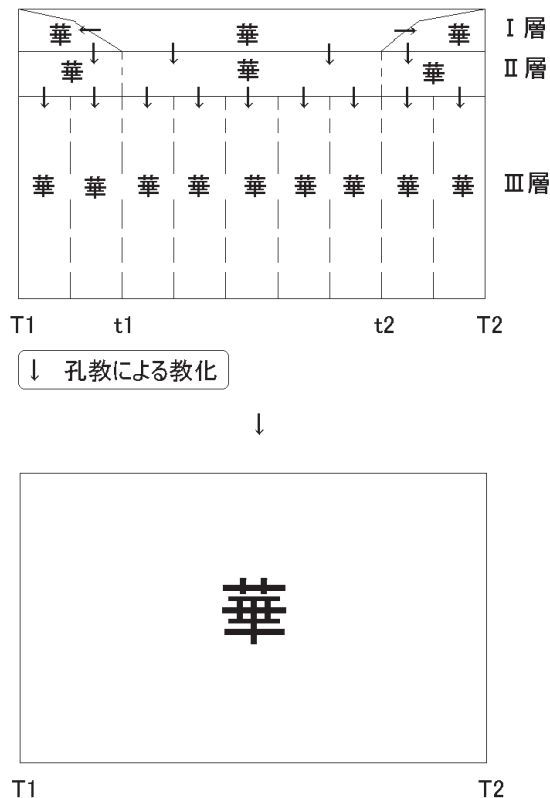 華 ← 華 → 華 Ⅰ層
↓ ↓ ↓ ↓
華 華 華 Ⅱ層
↓ ↓ ↓ ↓ ↓ ↓ ↓ ↓ ↓
華 華 華 華 華 華 華 華 華 Ⅲ層
T1 t1 t2 T2
↓ 孔教による教化
↓
華
T1 T2